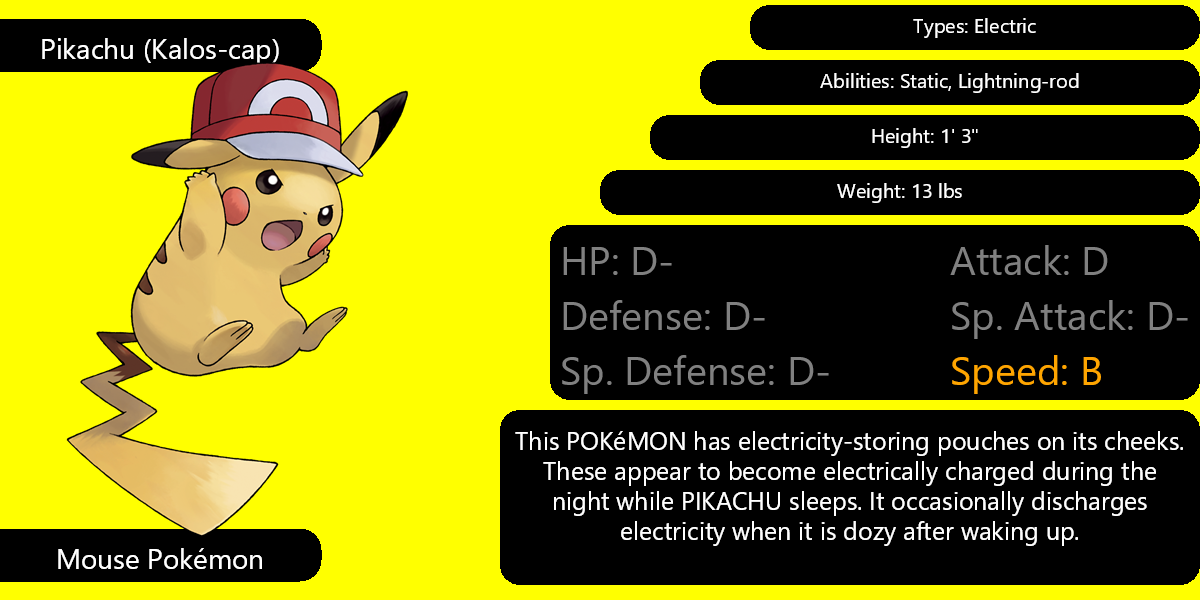 Pikachu (Kalos-cap)
Types: Electric
Abilities: Static, Lightning-rod
Height: 1' 3"
Weight: 13 lbs
HP: D-
Attack: D
Defense: D-
Sp. Attack: D-
Sp. Defense: D-
Speed: B
This POKéMON has electricity-storing pouches on its cheeks.
These appear to become electrically charged during the
night while PIKACHU sleeps. It occasionally discharges
electricity when it is dozy after waking up.
Mouse Pokémon